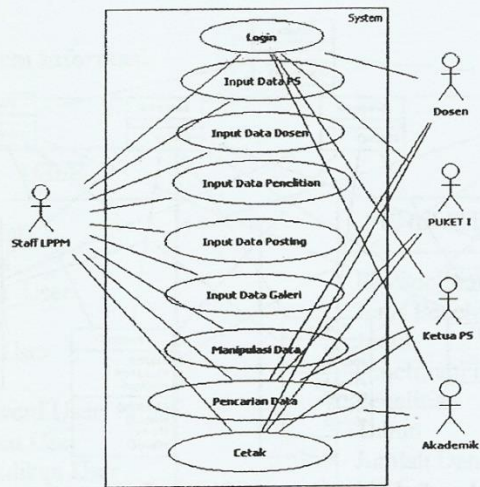 System
Login
Input Data PS
Dosen
Input Data Dosen
Input Data Penelitian
Staff LPPM
PUKET I
Input Data Posting
Input Data Galeri
Ketua PS
Manipulasi Data
Pencarian Data
Akademik
Cetak